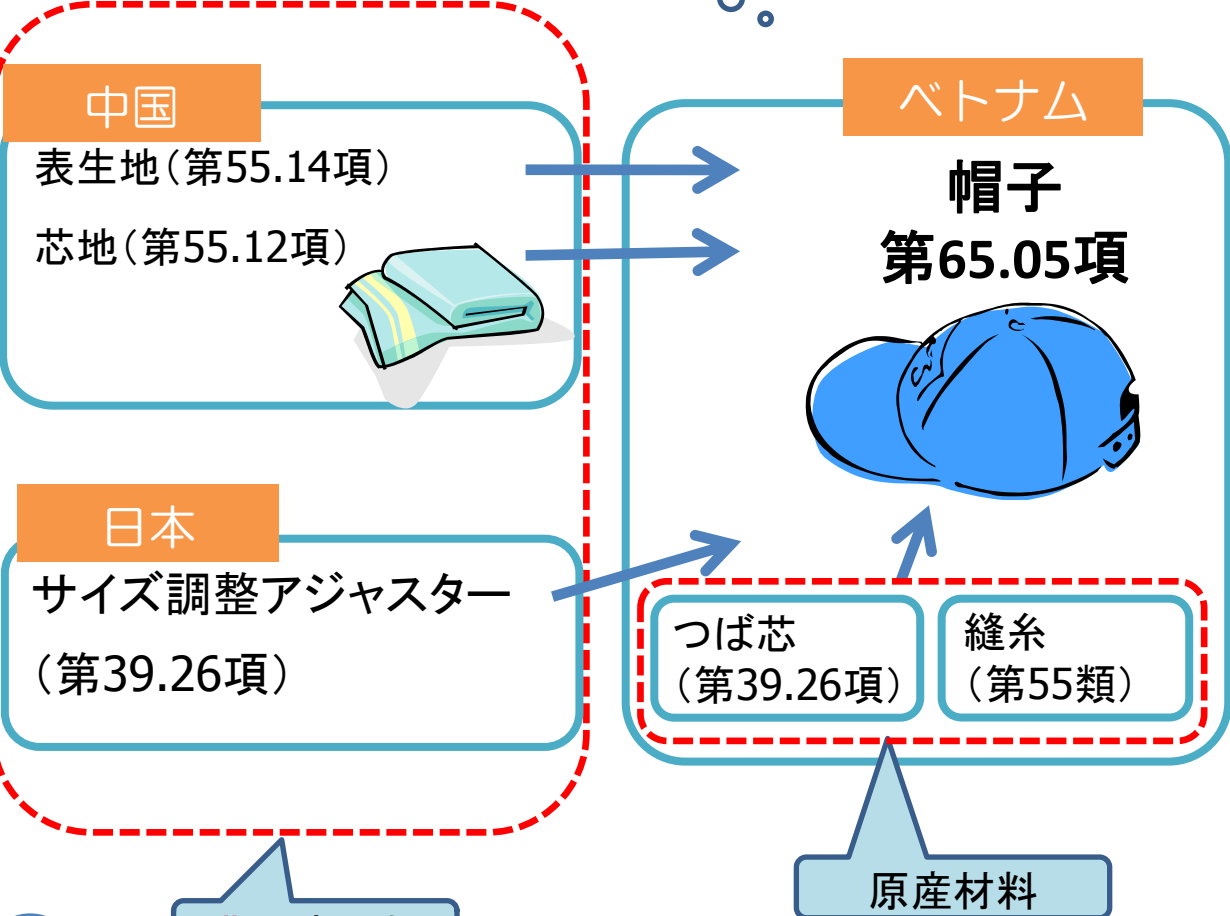 中国
表生地（第55.14項）
芯地（第55.12項）
日本
サイズ調整アジャスター
（第39.26項）
ベトナム
帽子
第65.05項
つば芯
（第39.26項）
縫糸
（第55類）
原産材料